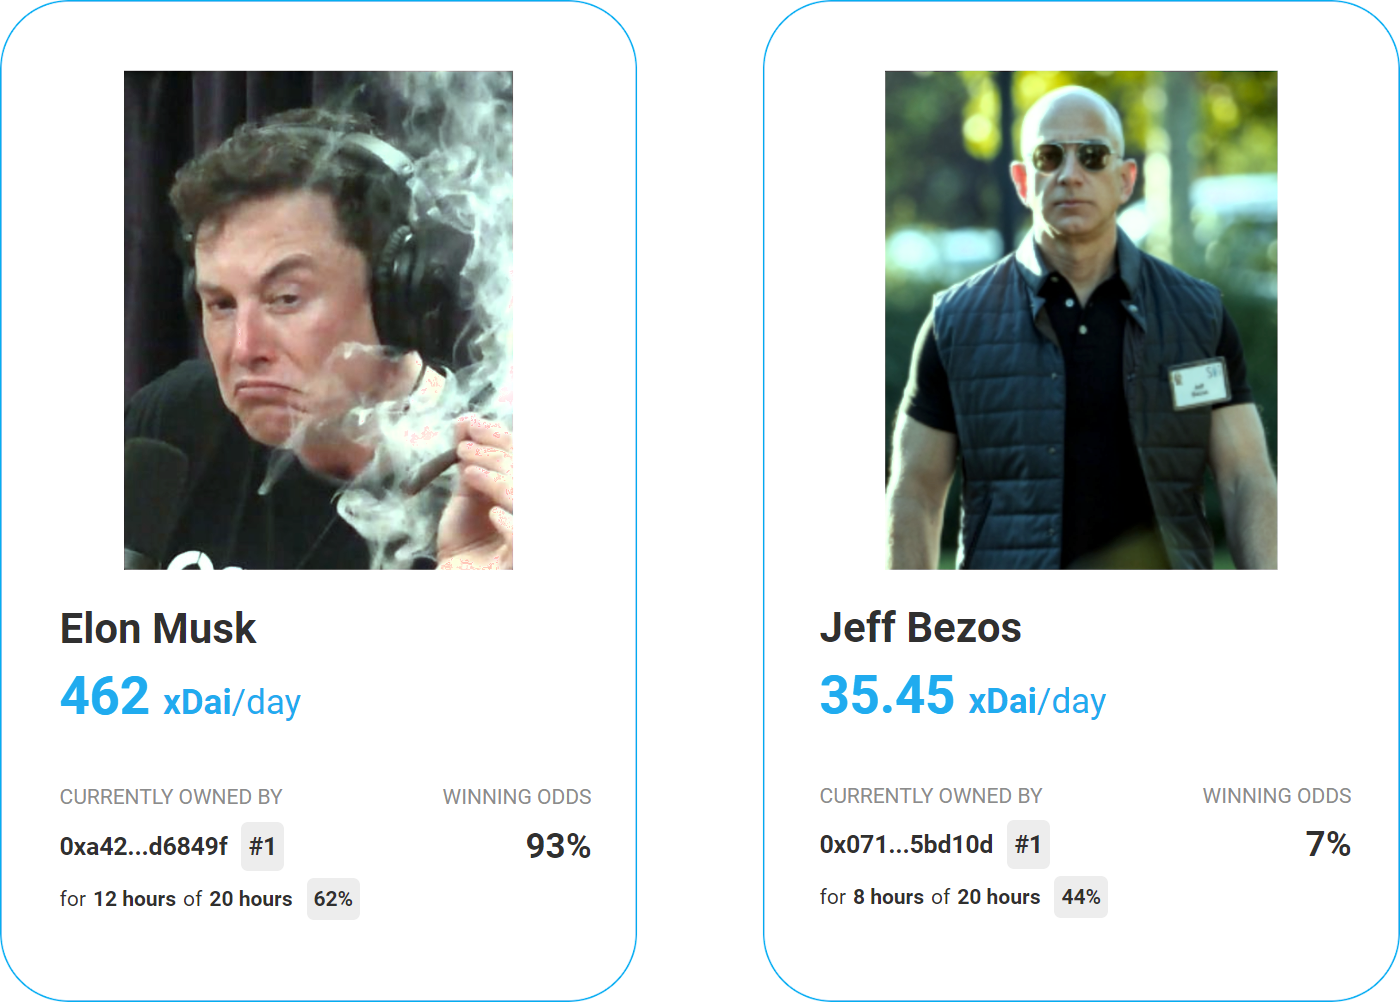 Elon Musk
462 xDai/day
CURRENTLY OWNED BY
WINNING ODDS
0xa42...d6849f #1
93%
for 12 hours of 20 hours 62%
Jeff Bezos
35.45 xDai/day
CURRENTLY OWNED BY
WINNING ODDS
0x071...5bd10d #1
7%
for 8 hours of 20 hours 44%